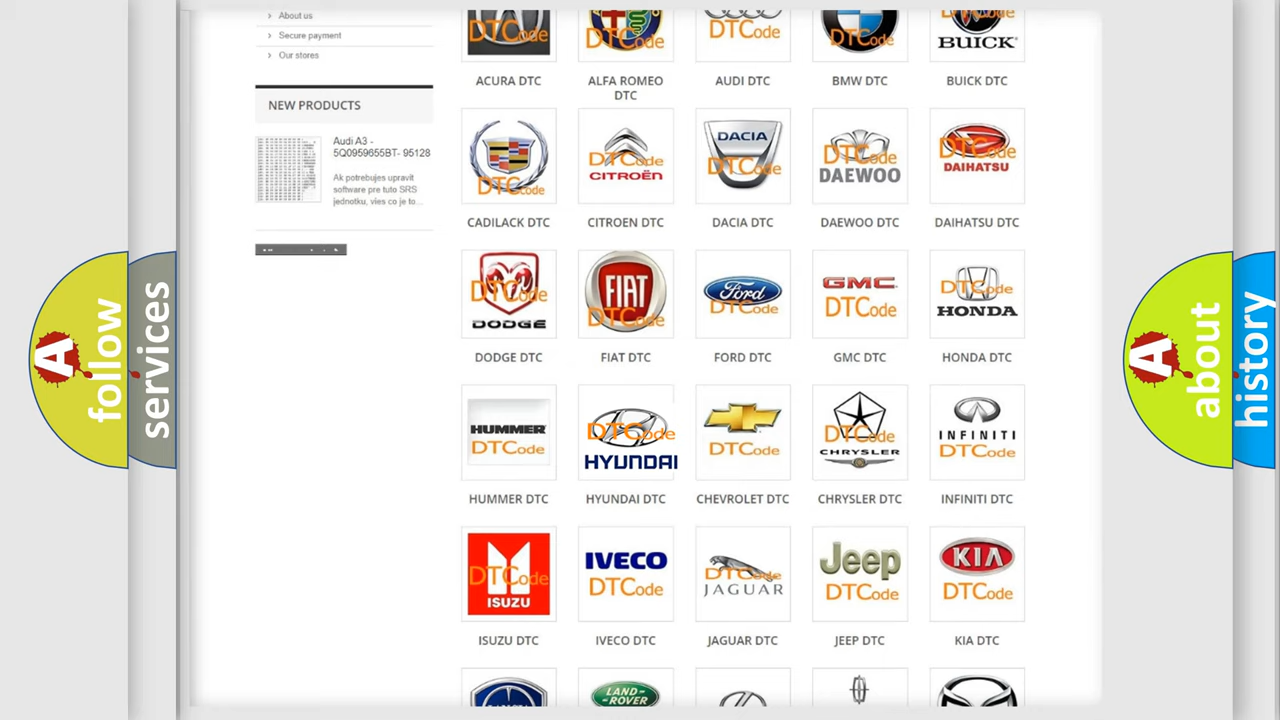 About us
Secure payment
Our stores
NEW PRODUCTS
Audi A3 -
5Q0959655BT- 95128
Ak potrebujes upravit
software pre tuto SRS
jednotku, vies co je to...
A
follow
services
A
about
history
DTCode
DTCode
DTCode
DTCode
BUICK
ACURA DTC
ALFA ROMEO
DTC
AUDI DTC
BMW DTC
BUICK DTC
DTCode
DTCode
CITROËN
DACIA
DTCode
DTCode
DAEWOO
DTCode
DAIHATSU
CADILACK DTC
CITROEN DTC
DACIA DTC
DAEWOO DTC
DAIHATSU DTC
DTCode
DODGE
FIAT
DTCode
Ford
DTCode
GMC
DTCode
DTCode
HONDA
DODGE DTC
FIAT DTC
FORD DTC
GMC DTC
HONDA DTC
HUMMER
DTCode
DTCode
HYUNDAI
DTCode
DTCode
CHRYSLER
INFINITI
DTCode
HUMMER DTC
HYUNDAI DTC
CHEVROLET DTC
CHRYSLER DTC
INFINITI DTC
DTCode
ISUZU
IVECO
DTCode
DTCode
JAGUAR
Jeep
DTCode
KIA
DTCode
ISUZU DTC
IVECO DTC
JAGUAR DTC
JEEP DTC
KIA DTC
LAND-
ROVER